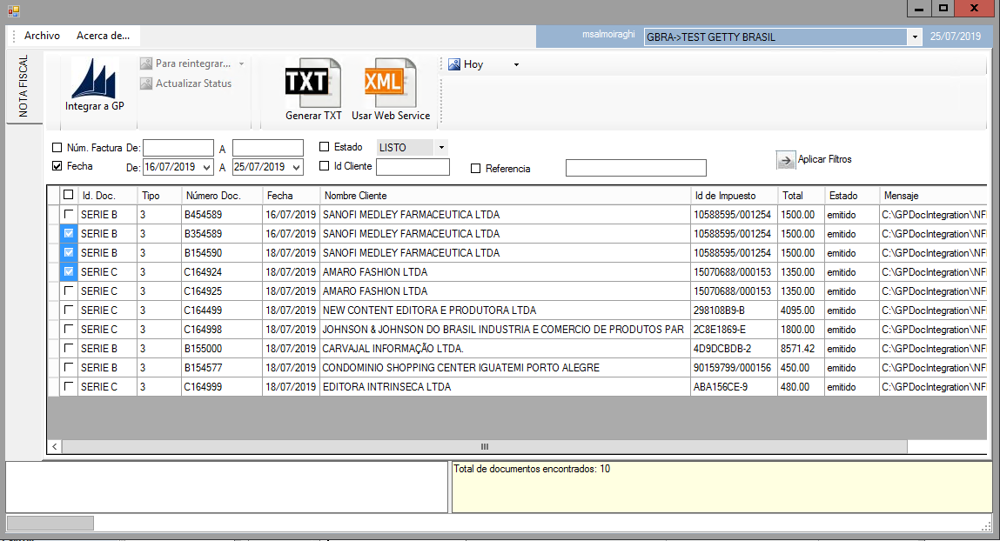 Archivo Acerca de... msalmoiraghi GBRA->TEST GETTY BRASIL 25/07/2019
NOTA FISCAL
Integrar a GP
Para reintegrar...
Actualizar Status
TXT
Generar TXT
XML
Usar Web Service
Hoy
Núm. Factura De: A Estado LISTO
Fecha De: 16/07/2019 A 25/07/2019 Id Cliente Referencia Aplicar Filtros
Id. Doc. Tipo Número Doc. Fecha Nombre Cliente Id de Impuesto Total Estado Mensaje
SERIE B 3 B454589 16/07/2019 SANOFI MEDLEY FARMACEUTICA LTDA 10588595/001254 1500.00 emitido C:\GPDocIntegration\NFI
SERIE B 3 B354589 16/07/2019 SANOFI MEDLEY FARMACEUTICA LTDA 10588595/001254 1500.00 emitido C:\GPDocIntegration\NFI
SERIE B 3 B154590 18/07/2019 SANOFI MEDLEY FARMACEUTICA LTDA 10588595/001254 1500.00 emitido C:\GPDocIntegration\NFI
SERIE C 3 C164924 18/07/2019 AMARO FASHION LTDA 15070688/000153 1350.00 emitido C:\GPDocIntegration\NFI
SERIE C 3 C164925 18/07/2019 AMARO FASHION LTDA 15070688/000153 1350.00 emitido C:\GPDocIntegration\NFI
SERIE C 3 C164499 18/07/2019 NEW CONTENT EDITORA E PRODUTORA LTDA 298108B9-B 4095.00 emitido C:\GPDocIntegration\NFI
SERIE C 3 C164998 18/07/2019 JOHNSON & JOHNSON DO BRASIL INDUSTRIA E COMERCIO DE PRODUTOS PAR 2C8E1869-E 1800.00 emitido C:\GPDocIntegration\NFI
SERIE B 3 B155000 18/07/2019 CARVAJAL INFORMAÇÃO LTDA. 4D9DCBDB-2 8571.42 emitido C:\GPDocIntegration\NFI
SERIE B 3 B154577 18/07/2019 CONDOMINIO SHOPPING CENTER IGUATEMI PORTO ALEGRE 90159799/000156 450.00 emitido C:\GPDocIntegration\NFI
SERIE C 3 C164999 18/07/2019 EDITORA INTRINSECA LTDA ABA156CE-9 480.00 emitido C:\GPDocIntegration\NFI
Total de documentos encontrados: 10